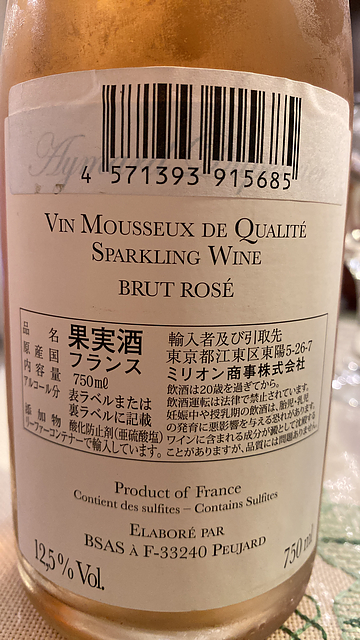 4 571393 915685
VIN MOUSSEUX DE QUALITÉ
SPARKLING WINE
BRUT ROSÉ
品名 果実酒
原産国 フランス
内容量 750㎖
アルコール分 表ラベルまたは
裏ラベルに記載
添加物 酸化防止剤(亜硫酸塩)
リーファーコンテナーで輸入しています。
輸入者及び引取先
東京都江東区東陽5-26-7
ミリオン商事株式会社
飲酒は20歳を過ぎてから。
飲酒運転は法律で禁止されています。
妊娠中や授乳期の飲酒は、胎児・乳児
の発育に悪影響を与える恐れがあります。
ワインに含まれる成分が澱として沈殿する
ことがありますが、品質には問題ありません。
Product of France
Contient des sulfites – Contains Sulfites
ELABORÉ PAR
BSAS À F-33240 PEUJARD
12,5% Vol.
750 ml